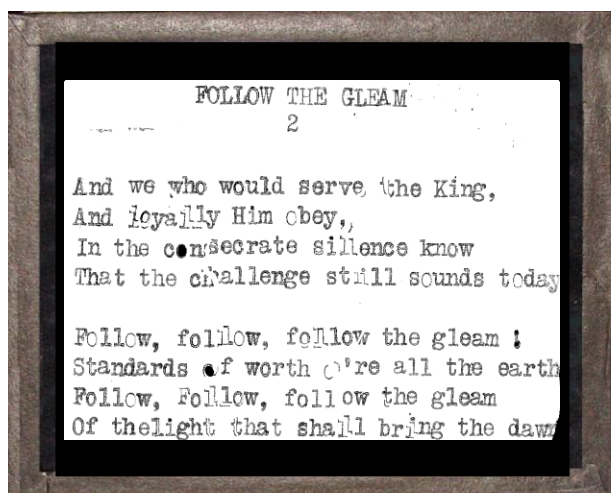 FOLLOW THE GLEAM
2
And we who would serve the King,
And loyally Him obey,,
In the consecrate sillence know
That the challenge still sounds today
Follow, follow, follow the gleam :
Standards of worth o're all the earth
Follow, Follow, follow the gleam
Of thelight that shall bring the dawn